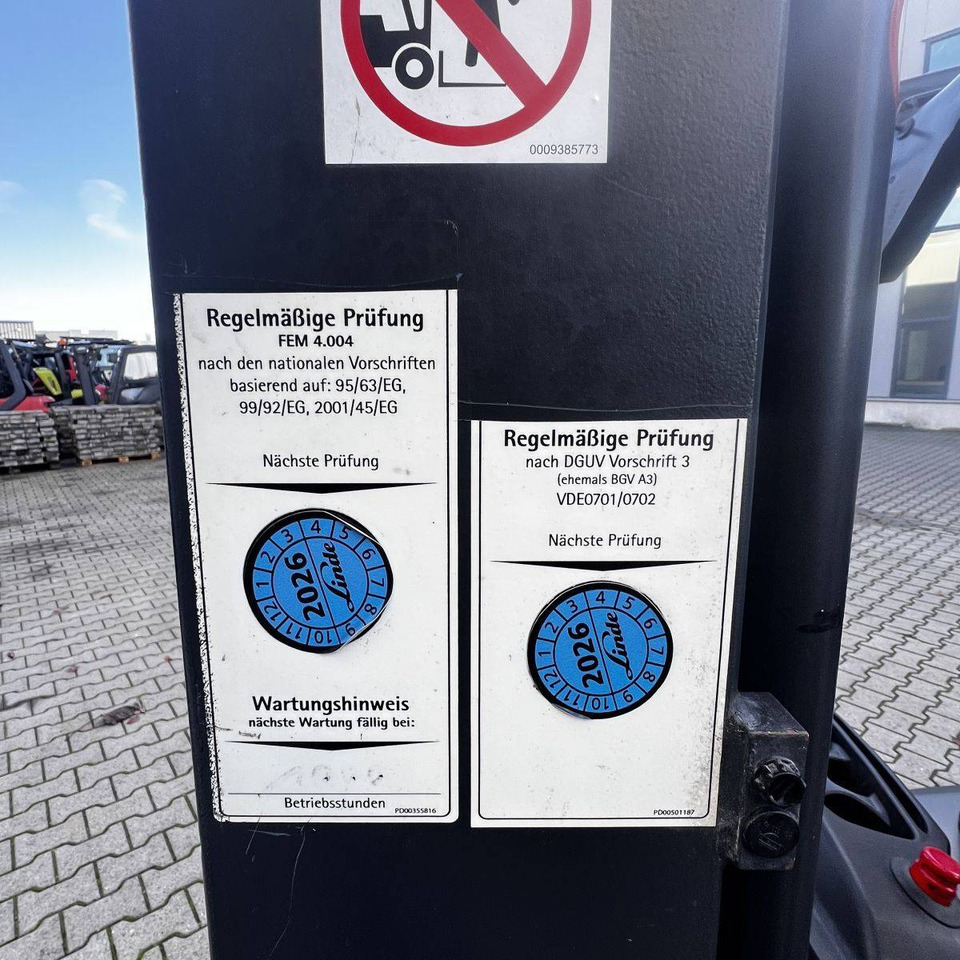 0009385773
Regelmäßige Prüfung
FEM 4.004
nach den nationalen Vorschriften
basierend auf: 95/63/EG,
99/92/EG, 2001/45/EG
Nächste Prüfung
1 2 3 4 5 6 7 8 9 10 11 12
2026
Linde
Wartungshinweis
nächste Wartung fällig bei:
Betriebsstunden
PD00355816
Regelmäßige Prüfung
nach DGUV Vorschrift 3
(ehemals BGV A3)
VDE0701/0702
Nächste Prüfung
1 2 3 4 5 6 7 8 9 10 11 12
2026
Linde
PD00501187